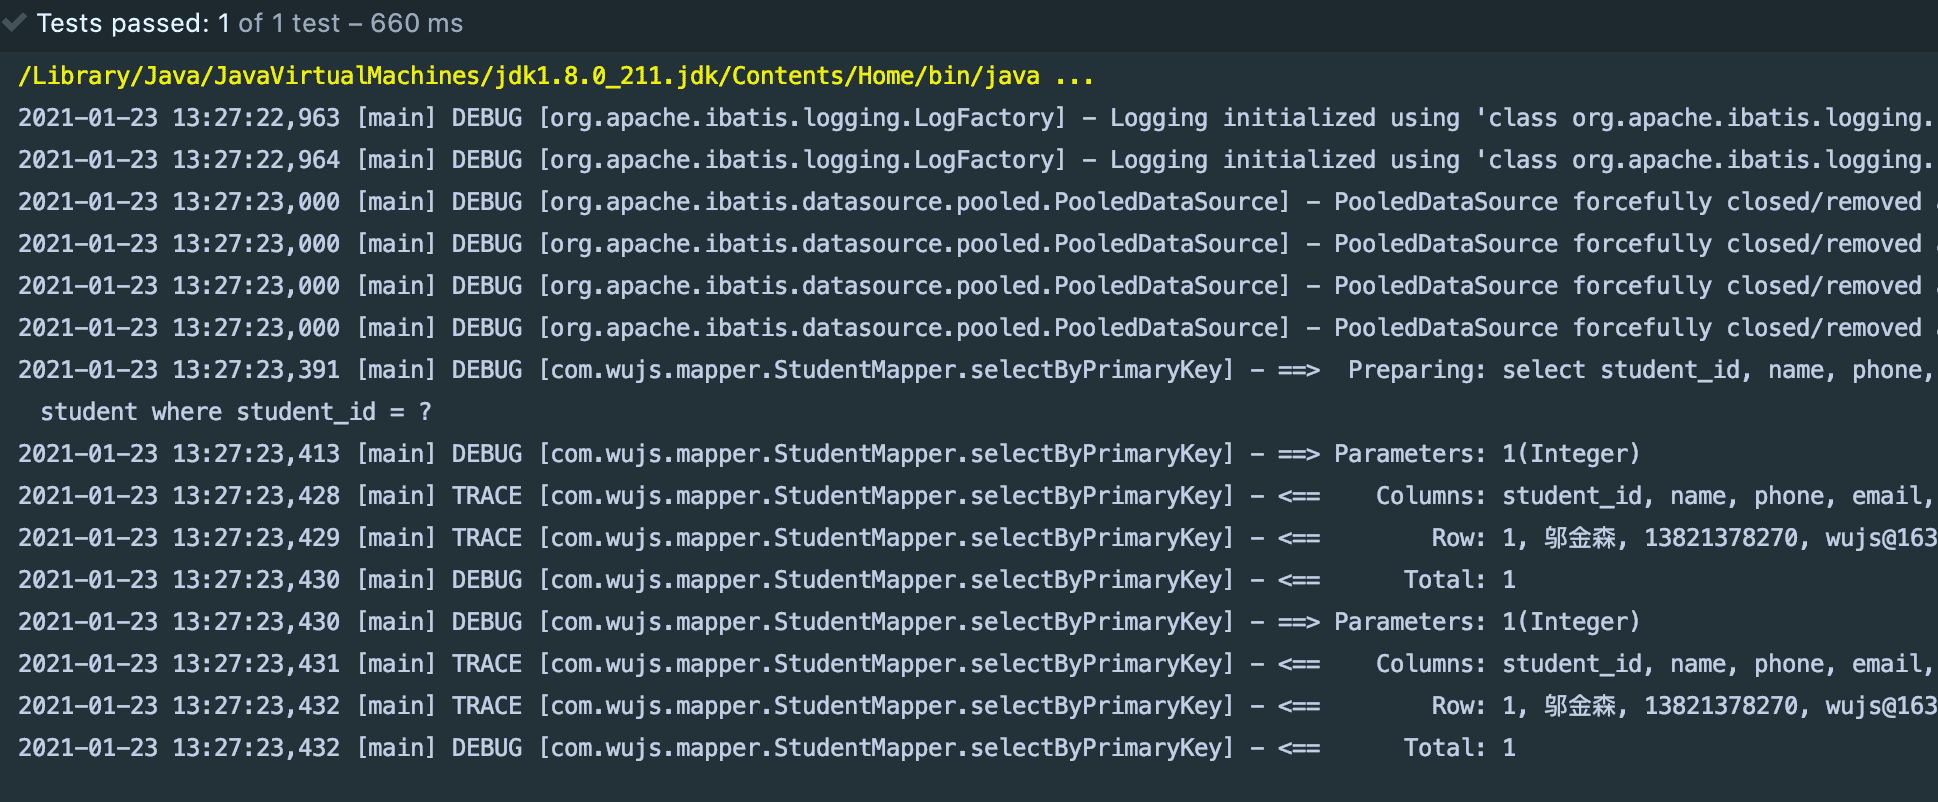 Tests passed: 1 of 1 test – 660 ms
/Library/Java/JavaVirtualMachines/jdk1.8.0_211.jdk/Contents/Home/bin/java ...
2021-01-23 13:27:22,963 [main] DEBUG [org.apache.ibatis.logging.LogFactory] - Logging initialized using 'class org.apache.ibatis.logging.
2021-01-23 13:27:22,964 [main] DEBUG [org.apache.ibatis.logging.LogFactory] - Logging initialized using 'class org.apache.ibatis.logging.
2021-01-23 13:27:23,000 [main] DEBUG [org.apache.ibatis.datasource.pooled.PooledDataSource] - PooledDataSource forcefully closed/removed
2021-01-23 13:27:23,000 [main] DEBUG [org.apache.ibatis.datasource.pooled.PooledDataSource] - PooledDataSource forcefully closed/removed
2021-01-23 13:27:23,000 [main] DEBUG [org.apache.ibatis.datasource.pooled.PooledDataSource] - PooledDataSource forcefully closed/removed
2021-01-23 13:27:23,000 [main] DEBUG [org.apache.ibatis.datasource.pooled.PooledDataSource] - PooledDataSource forcefully closed/removed
2021-01-23 13:27:23,391 [main] DEBUG [com.wujs.mapper.StudentMapper.selectByPrimaryKey] - ==>  Preparing: select student_id, name, phone,
student where student_id = ?
2021-01-23 13:27:23,413 [main] DEBUG [com.wujs.mapper.StudentMapper.selectByPrimaryKey] - ==> Parameters: 1(Integer)
2021-01-23 13:27:23,428 [main] TRACE [com.wujs.mapper.StudentMapper.selectByPrimaryKey] - <==    Columns: student_id, name, phone, email,
2021-01-23 13:27:23,429 [main] TRACE [com.wujs.mapper.StudentMapper.selectByPrimaryKey] - <==        Row: 1, 邬金森, 13821378270, wujs@163
2021-01-23 13:27:23,430 [main] DEBUG [com.wujs.mapper.StudentMapper.selectByPrimaryKey] - <==      Total: 1
2021-01-23 13:27:23,430 [main] DEBUG [com.wujs.mapper.StudentMapper.selectByPrimaryKey] - ==> Parameters: 1(Integer)
2021-01-23 13:27:23,431 [main] TRACE [com.wujs.mapper.StudentMapper.selectByPrimaryKey] - <==    Columns: student_id, name, phone, email,
2021-01-23 13:27:23,432 [main] TRACE [com.wujs.mapper.StudentMapper.selectByPrimaryKey] - <==        Row: 1, 邬金森, 13821378270, wujs@163
2021-01-23 13:27:23,432 [main] DEBUG [com.wujs.mapper.StudentMapper.selectByPrimaryKey] - <==      Total: 1